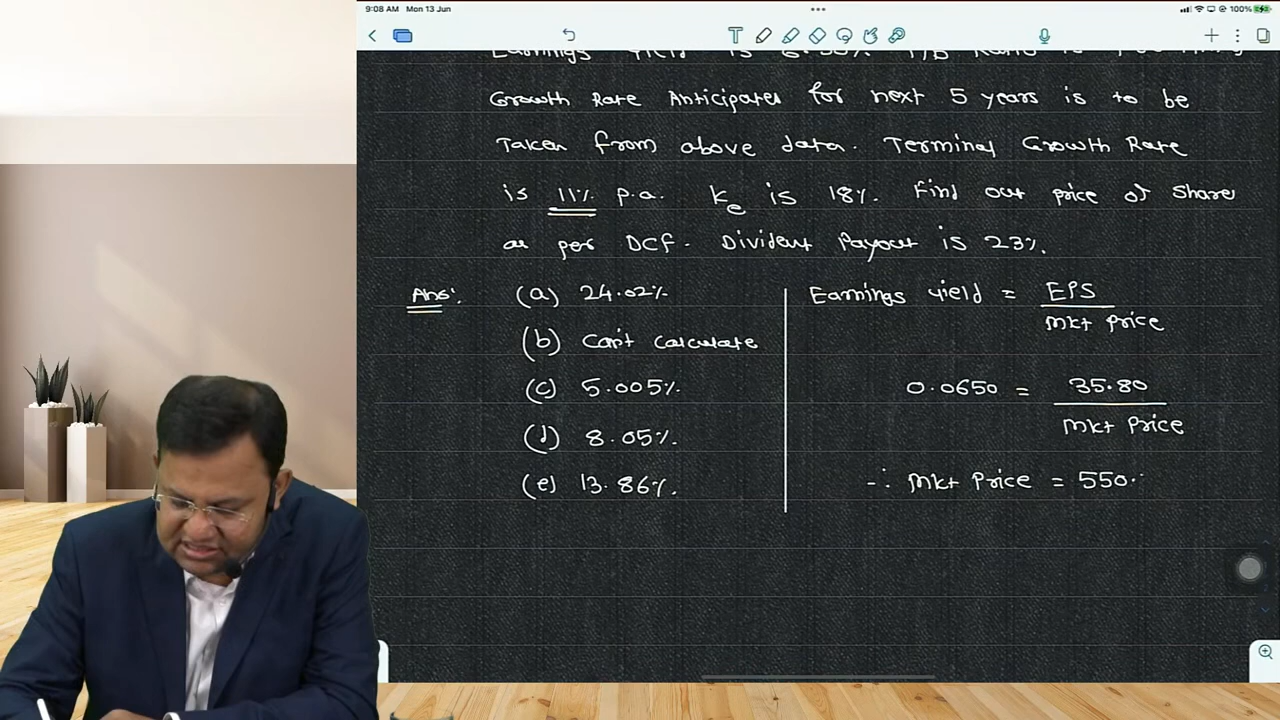 9:08 AM Mon 13 Jun
100%
Growth Rate Anticipates for next 5 years is to be
Taken from above data. Terminal Growth Rate
is 11% p.a. Ke is 18%. Find out price of Share
as per DCF. Divident Payout is 23%.
Ans:
(a) 24.02%
(b) Can't calculate
(c) 5.005%
(d) 8.05%.
(e) 13.86%.
Earnings yield = EPS
Mkt Price
0.0650 = 35.80
Mkt Price
∴ Mkt Price = 550.